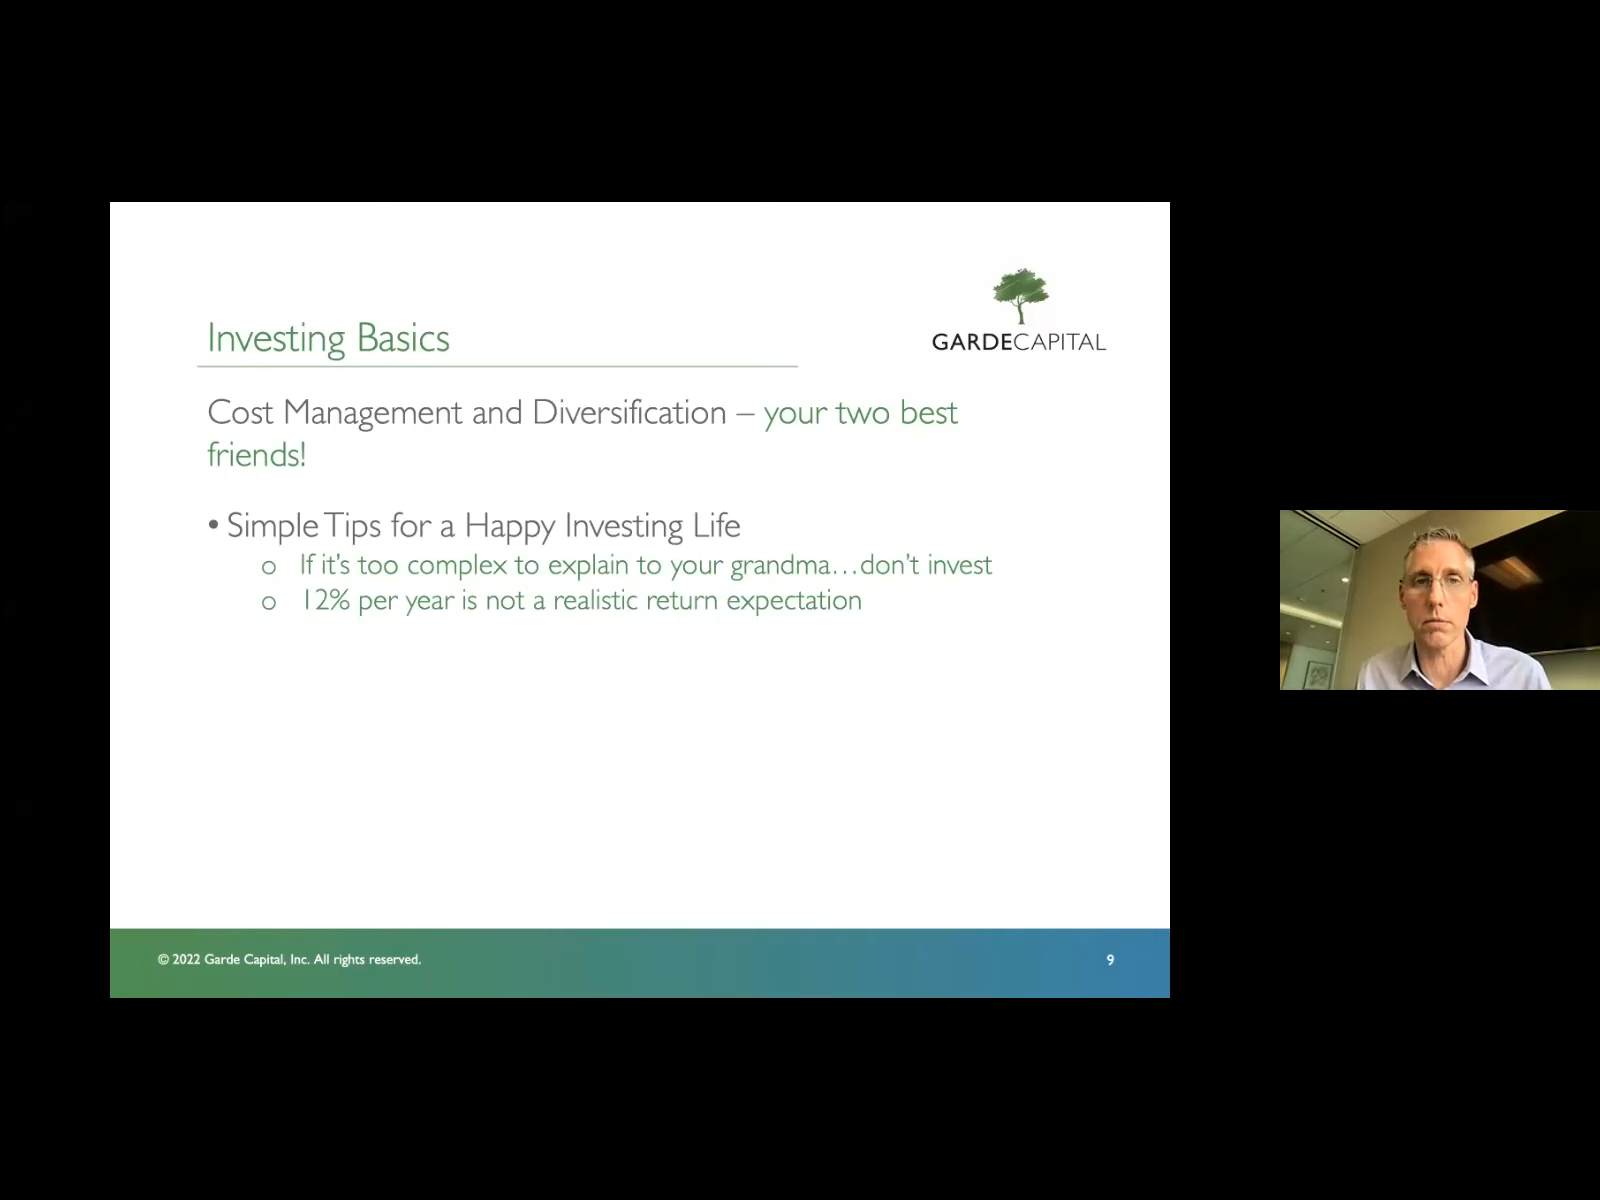 GARDECAPITAL
Investing Basics
Cost Management and Diversification – your two best
friends!
• Simple Tips for a Happy Investing Life
o If it's too complex to explain to your grandma…don't invest
o 12% per year is not a realistic return expectation
© 2022 Garde Capital, Inc. All rights reserved.
9